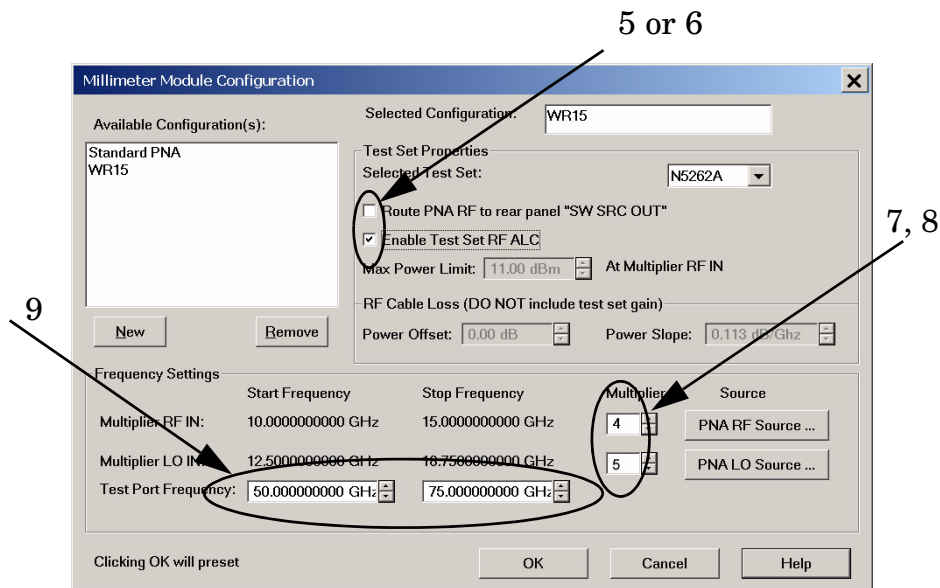 5 or 6
Millimeter Module Configuration
Available Configuration(s):
Standard PNA
WR15
New
Remove
Selected Configuration:
WR15
Test Set Properties
Selected Test Set:
N5262A
Route PNA RF to rear panel "SW SRC OUT"
Enable Test Set RF ALC
Max Power Limit: 11.00 dBm At Multiplier RF IN
RF Cable Loss (DO NOT include test set gain)
Power Offset: 0.00 dB Power Slope: 0.113 dB/Ghz
7, 8
9
Frequency Settings
Start Frequency Stop Frequency Multiplier Source
Multiplier RF IN: 10.0000000000 GHz 15.0000000000 GHz 4 PNA RF Source ...
Multiplier LO IN: 12.5000000000 GHz 18.7500000000 GHz 5 PNA LO Source ...
Test Port Frequency: 50.000000000 GHz 75.000000000 GHz
Clicking OK will preset
OK Cancel Help